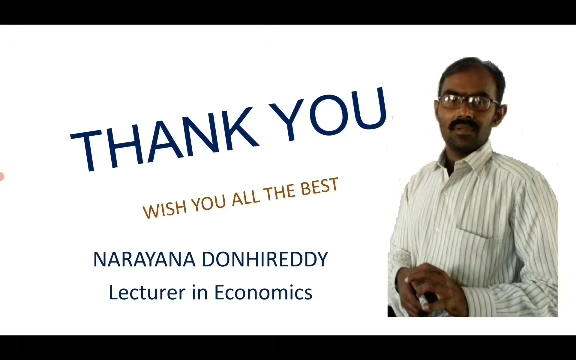 THANK YOU
WISH YOU ALL THE BEST
NARAYANA DONHIREDDY
Lecturer in Economics